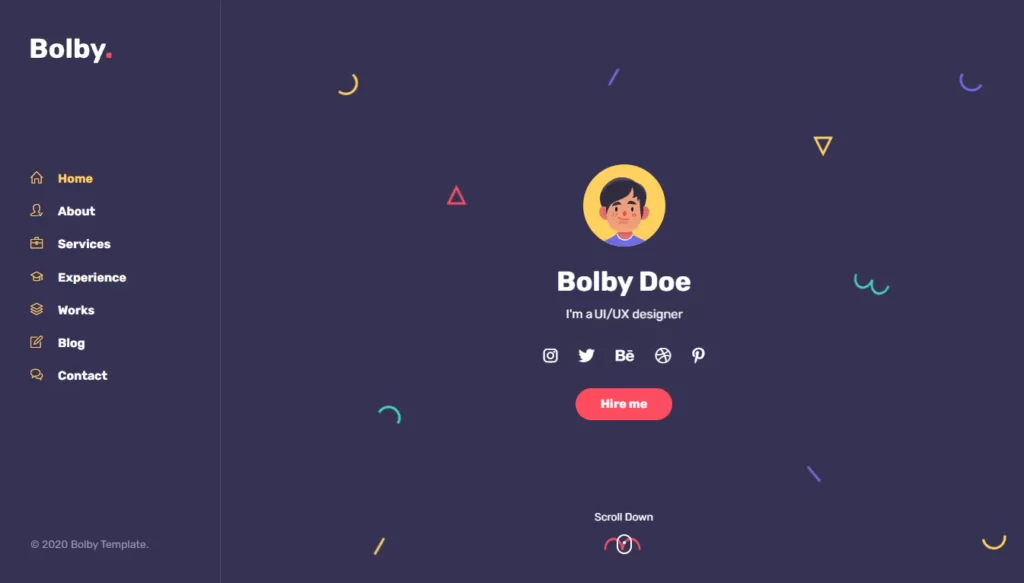 Bolby.
Home
About
Services
Experience
Works
Blog
Contact
© 2020 Bolby Template.
Bolby Doe
I'm a UI/UX designer
Bē
Hire me
Scroll Down